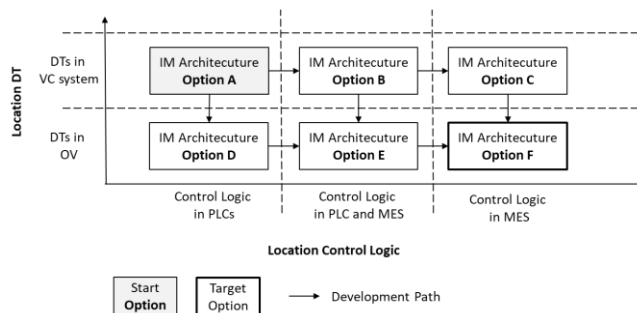 Location DT
DTs in
VC system
IM Architecuture
Option A
IM Architecuture
Option B
IM Architecuture
Option C
DTs in
OV
IM Architecuture
Option D
IM Architecuture
Option E
IM Architecuture
Option F
Control Logic
in PLCs
Control Logic
in PLC and MES
Control Logic
in MES
Location Control Logic
Start
Option
Target
Option
Development Path